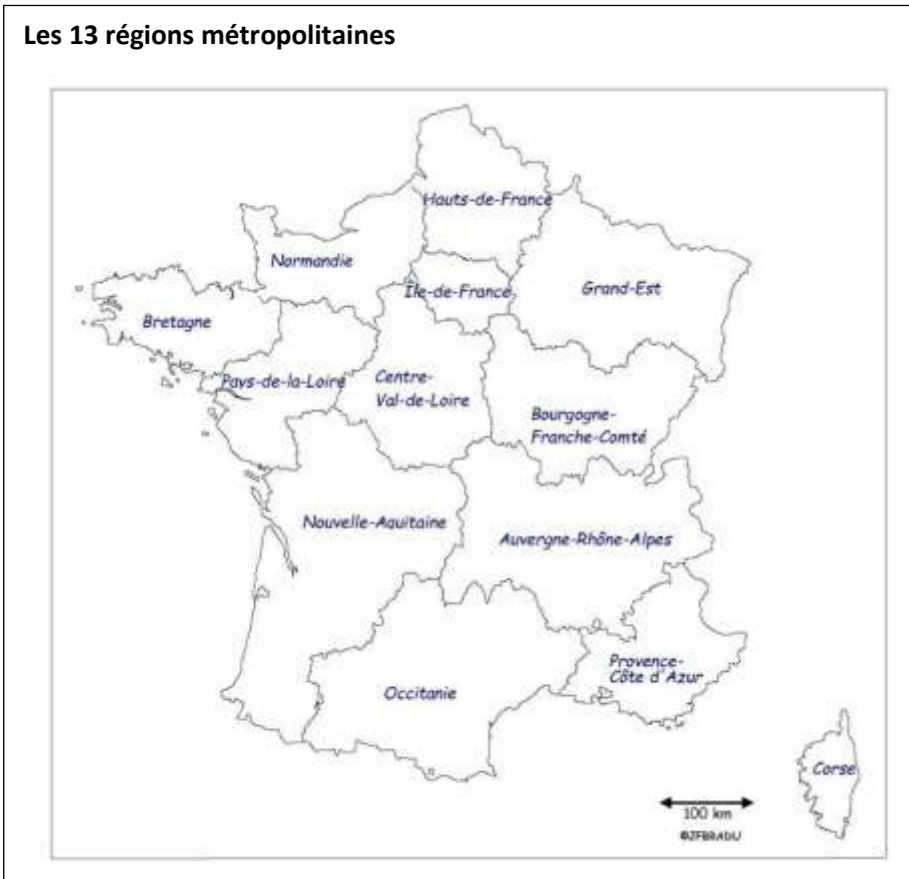 Les 13 régions métropolitaines
Hauts-de-France
Normandie
Île-de-France
Grand-Est
Bretagne
Pays-de-la-Loire
Centre-
Val-de-Loire
Bourgogne-
Franche-Comté
Nouvelle-Aquitaine
Auvergne-Rhône-Alpes
Provence-
Côte d'Azur
Occitanie
Corse
100 km
©JFBRADU